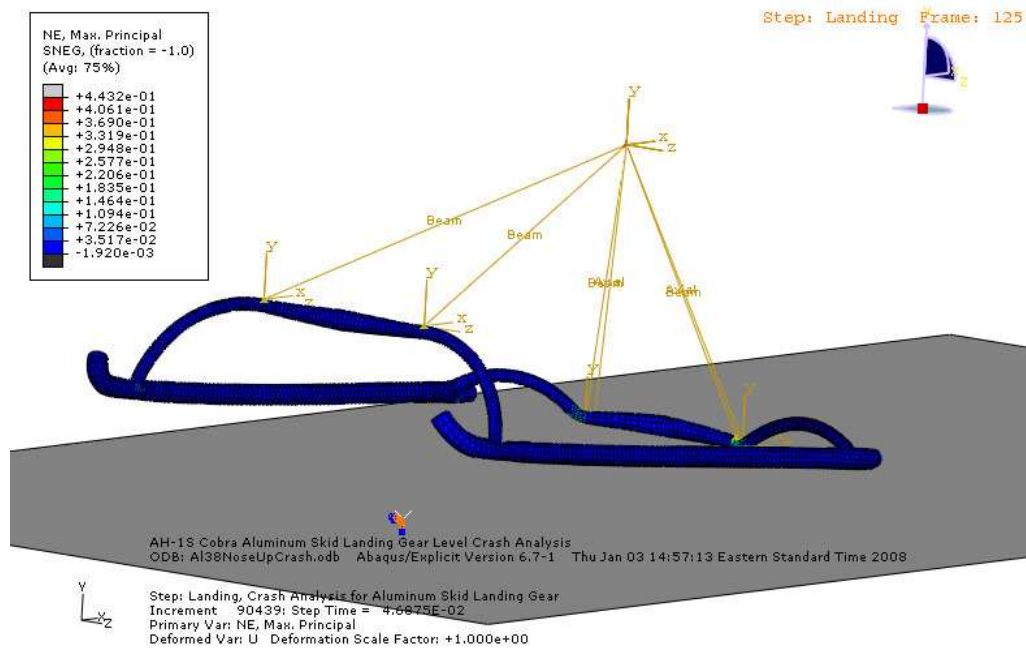 Step: Landing Frame: 125
NE, Max. Principal
SNEG, (fraction = -1.0)
(Avg: 75%)
+4.432e-01
+4.061e-01
+3.690e-01
+3.319e-01
+2.948e-01
+2.577e-01
+2.206e-01
+1.835e-01
+1.464e-01
+1.094e-01
+7.226e-02
+3.517e-02
-1.920e-03
Y
X
Z
Y
X
Z
Beam
Beam
Y
X
Z
Y
X
Z
Axial
Beam
Beam
Y
Y
AH-1S Cobra Aluminum Skid Landing Gear Level Crash Analysis
ODB: Al38NoseUpCrash.odb Abaqus/Explicit Version 6.7-1 Thu Jan 03 14:57:13 Eastern Standard Time 2008
Y
X
Z
Step: Landing, Crash Analysis for Aluminum Skid Landing Gear
Increment 90439: Step Time = 4.6875E-02
Primary Var: NE, Max. Principal
Deformed Var: U Deformation Scale Factor: +1.000e+00